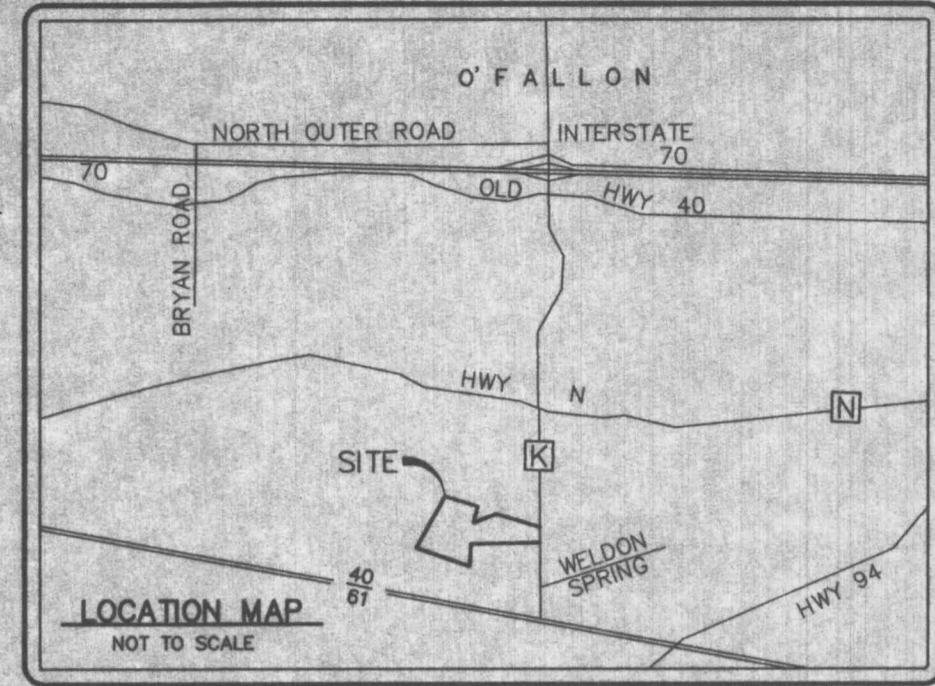 O'FALLON
NORTH OUTER ROAD
INTERSTATE
70
70
OLD HWY 40
BRYAN ROAD
HWY N
N
K
SITE
WELDON
SPRING
40
61
HWY 94
LOCATION MAP
NOT TO SCALE